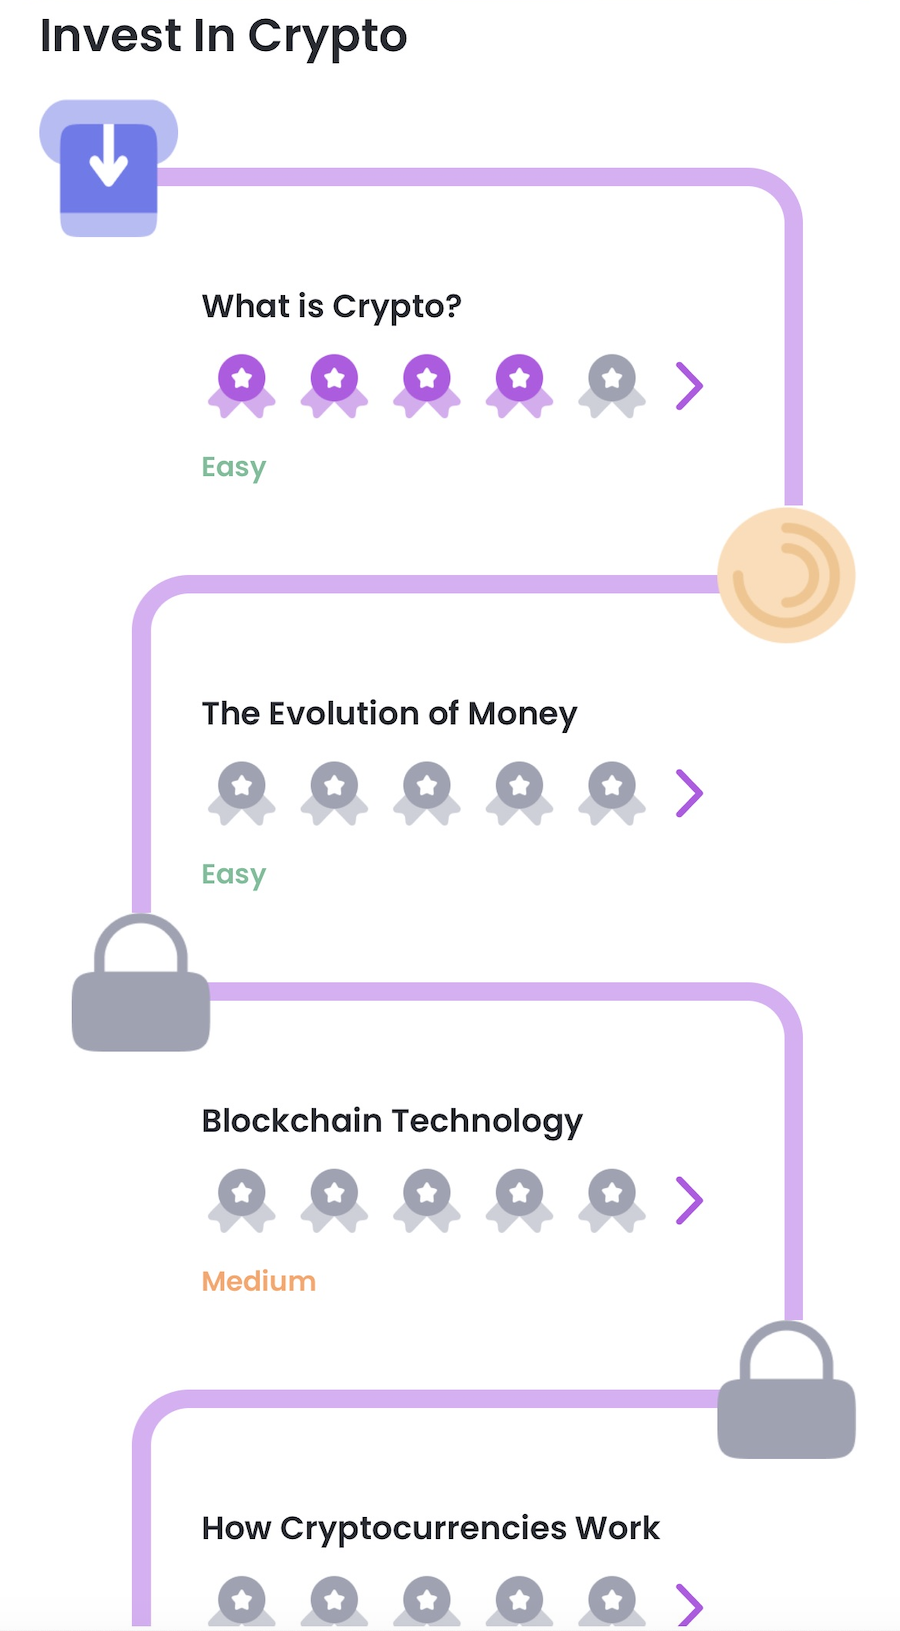 Invest In Crypto
What is Crypto?
Easy
The Evolution of Money
Easy
Blockchain Technology
Medium
How Cryptocurrencies Work